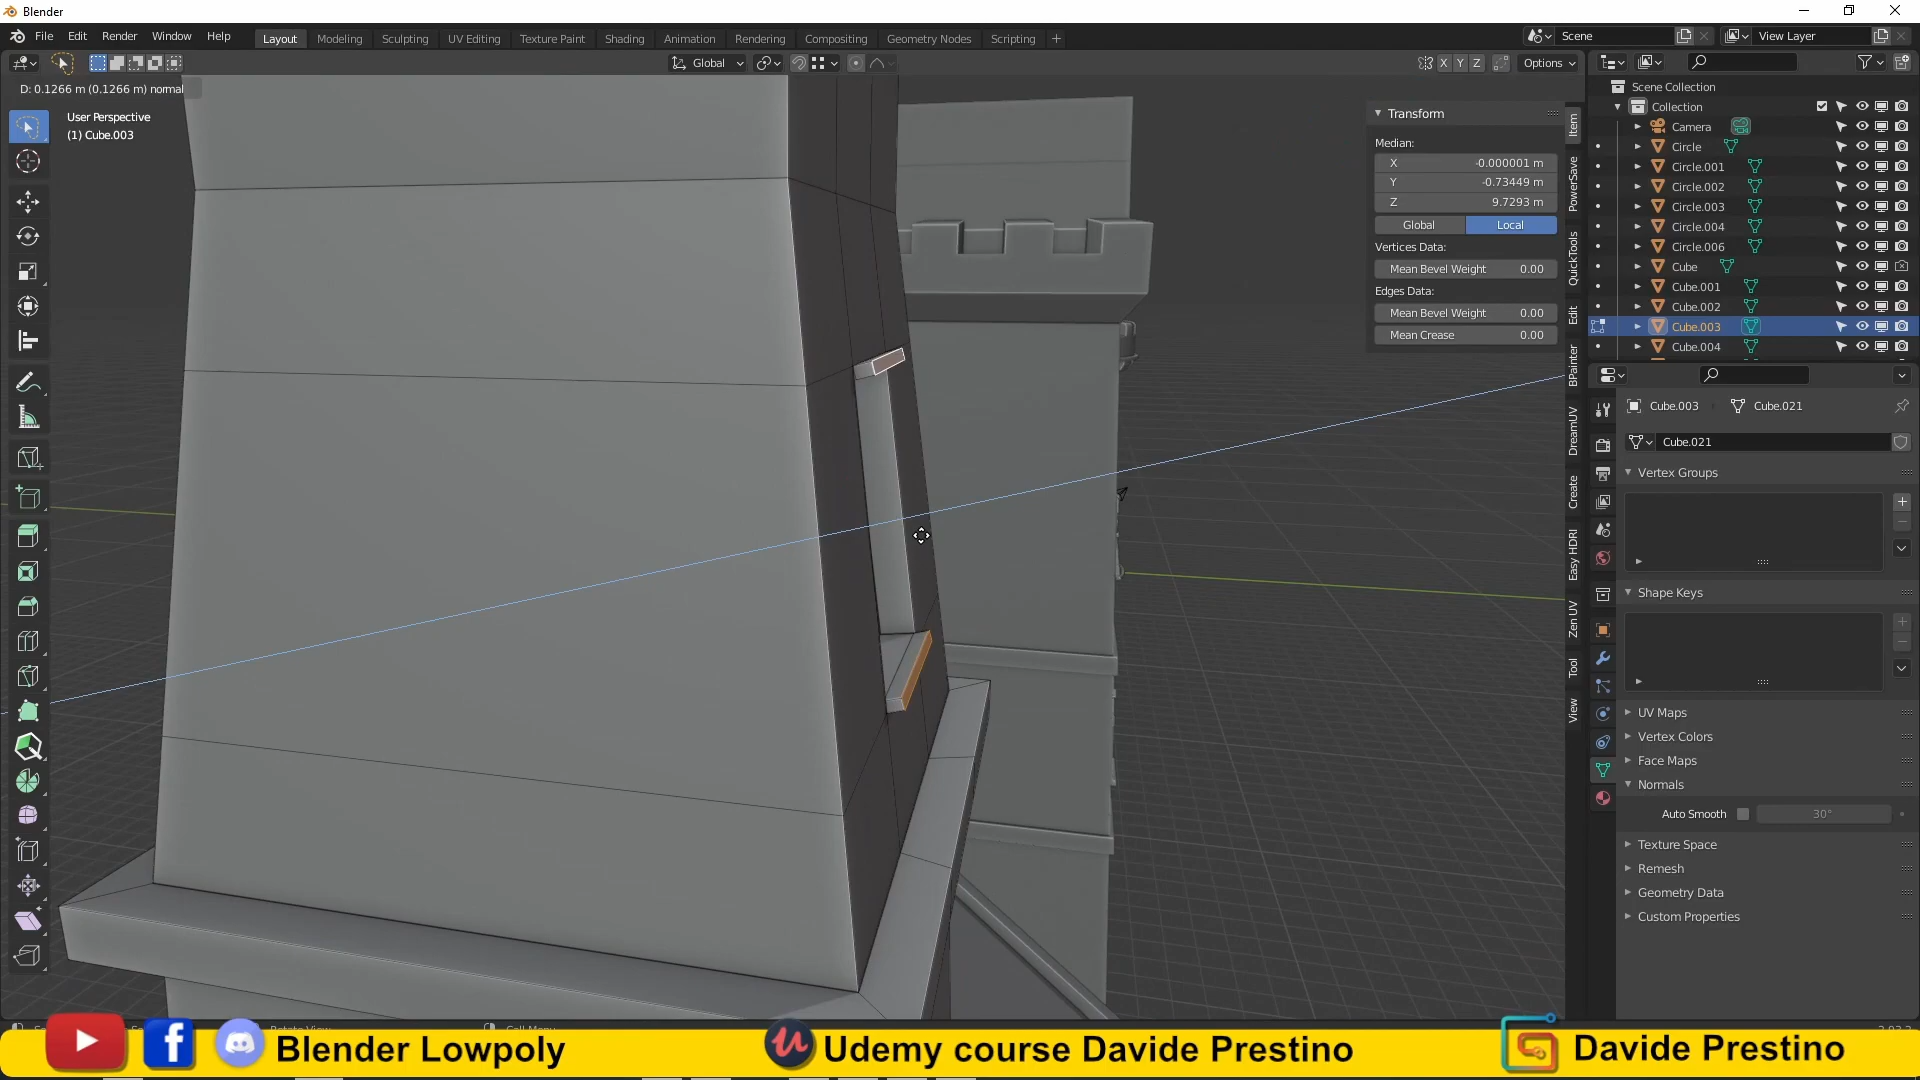 Blender
File Edit Render Window Help Layout Modeling Sculpting UV Editing Texture Paint Shading Animation Rendering Compositing Geometry Nodes Scripting + Scene View Layer
Global X Y Z Options
D: 0.1266 m (0.1266 m) normal
User Perspective
(1) Cube.003
Transform
Median:
X -0.000001 m
Y -0.73449 m
Z 9.7293 m
Global Local
Vertices Data:
Mean Bevel Weight 0.00
Edges Data:
Mean Bevel Weight 0.00
Mean Crease 0.00
Item
PowerSave
QuickTools
Edit
BPainter
DreamUV
Create
Easy HDRI
Zen UV
Tool
View
Scene Collection
Collection
Camera
Circle
Circle.001
Circle.002
Circle.003
Circle.004
Circle.006
Cube
Cube.001
Cube.002
Cube.003
Cube.004
Cube.003 Cube.021
Cube.021
Vertex Groups
Shape Keys
UV Maps
Vertex Colors
Face Maps
Normals
Auto Smooth 30°
Texture Space
Remesh
Geometry Data
Custom Properties
Blender Lowpoly Udemy course Davide Prestino Davide Prestino